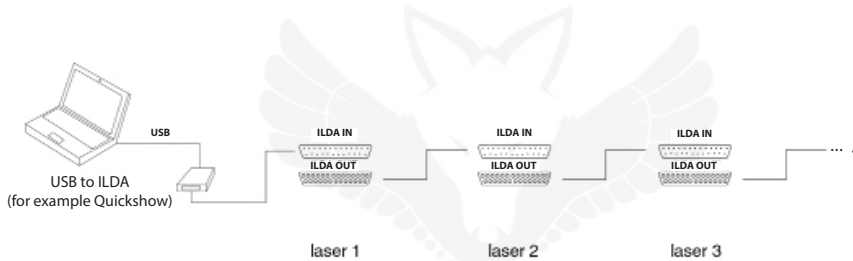 USB
USB to ILDA
(for example Quickshow)
ILDA IN
ILDA OUT
laser 1
ILDA IN
ILDA OUT
laser 2
ILDA IN
ILDA OUT
laser 3
...